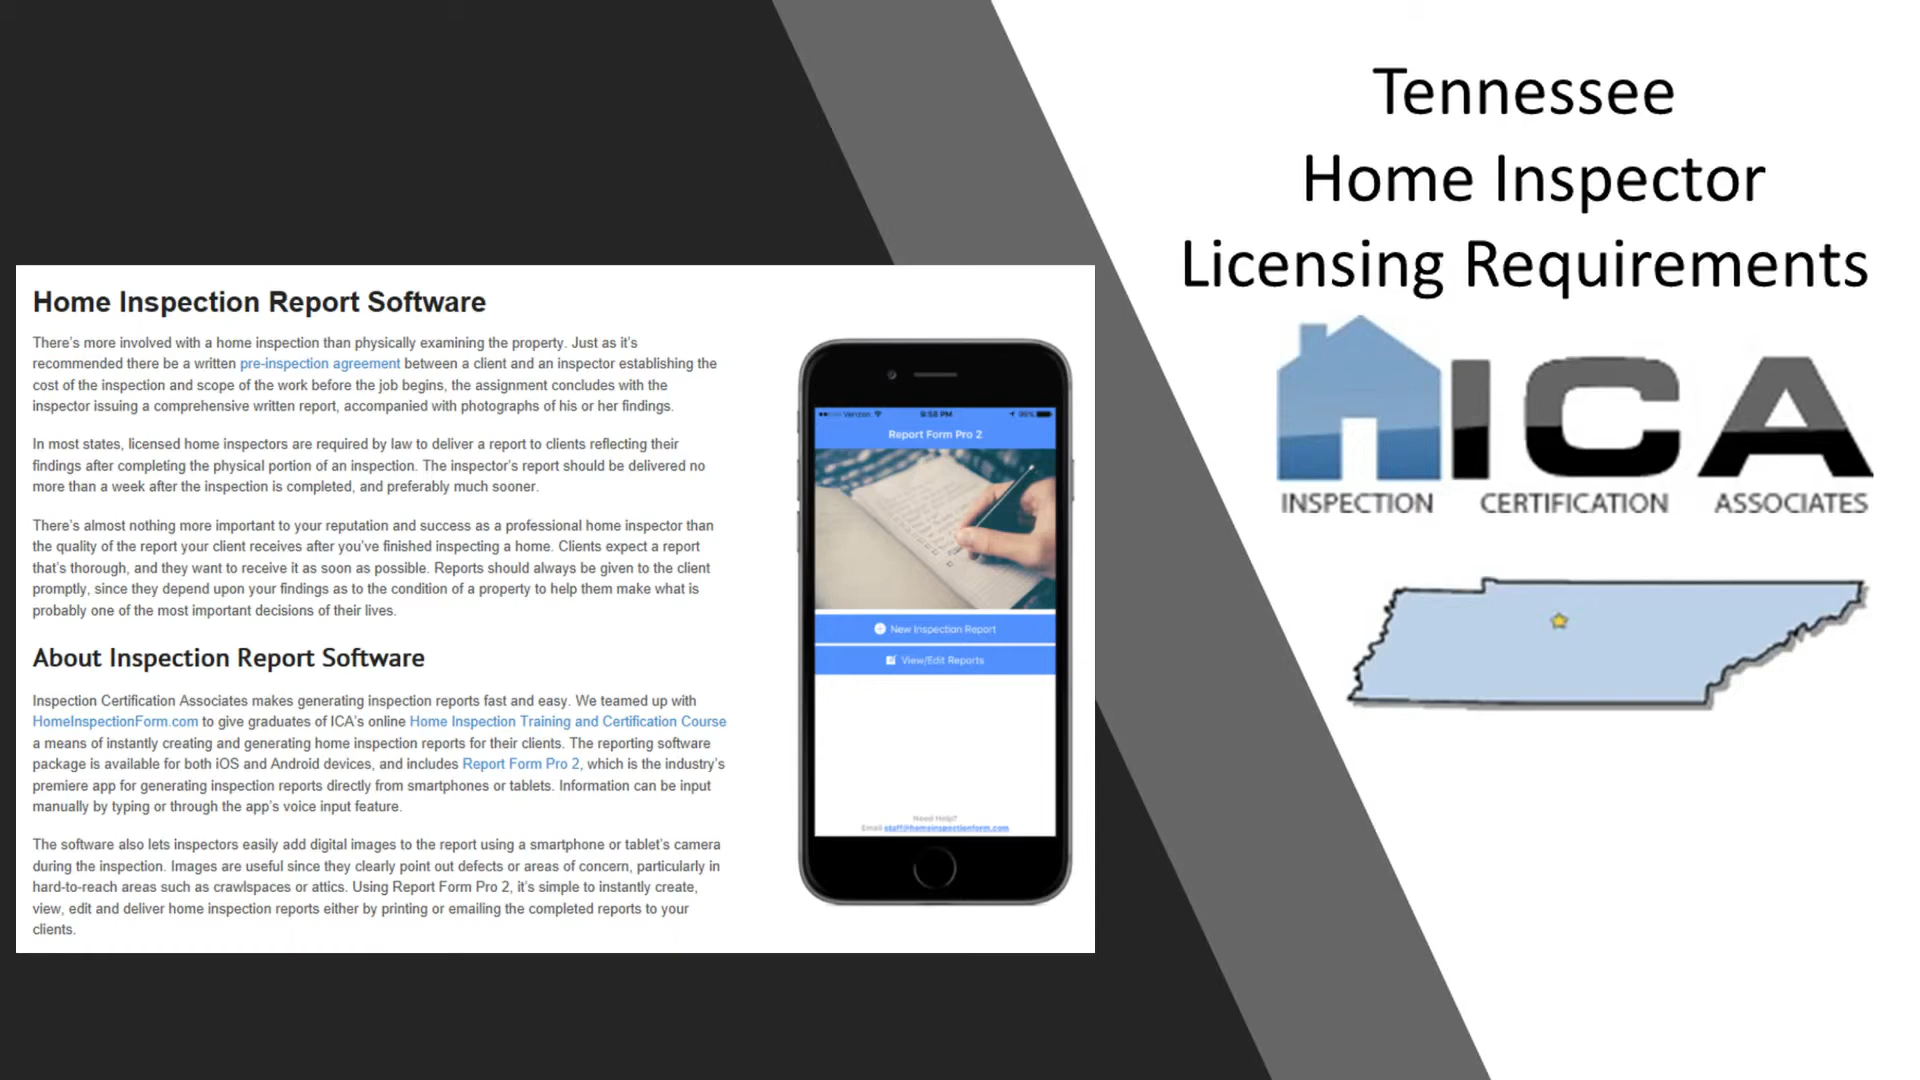 Tennessee
Home Inspector
Licensing Requirements
ICA
INSPECTION CERTIFICATION ASSOCIATES
Home Inspection Report Software
There's more involved with a home inspection than physically examining the property. Just as it's
recommended there be a written pre-inspection agreement between a client and an inspector establishing the
cost of the inspection and scope of the work before the job begins, the assignment concludes with the
inspector issuing a comprehensive written report, accompanied with photographs of his or her findings.
In most states, licensed home inspectors are required by law to deliver a report to clients reflecting their
findings after completing the physical portion of an inspection. The inspector's report should be delivered no
more than a week after the inspection is completed, and preferably much sooner.
There's almost nothing more important to your reputation and success as a professional home inspector than
the quality of the report your client receives after you've finished inspecting a home. Clients expect a report
that's thorough, and they want to receive it as soon as possible. Reports should always be given to the client
promptly, since they depend upon your findings as to the condition of a property to help them make what is
probably one of the most important decisions of their lives.
About Inspection Report Software
Inspection Certification Associates makes generating inspection reports fast and easy. We teamed up with
HomeInspectionForm.com to give graduates of ICA's online Home Inspection Training and Certification Course
a means of instantly creating and generating home inspection reports for their clients. The reporting software
package is available for both iOS and Android devices, and includes Report Form Pro 2, which is the industry's
premiere app for generating inspection reports directly from smartphones or tablets. Information can be input
manually by typing or through the app's voice input feature.
The software also lets inspectors easily add digital images to the report using a smartphone or tablet's camera
during the inspection. Images are useful since they clearly point out defects or areas of concern, particularly in
hard-to-reach areas such as crawlspaces or attics. Using Report Form Pro 2, it's simple to instantly create,
view, edit and deliver home inspection reports either by printing or emailing the completed reports to your
clients.
Verizon 9:58 PM 95%
Report Form Pro 2
New Inspection Report
View/Edit Reports
Need Help?
Email staff@homeinspectionform.com